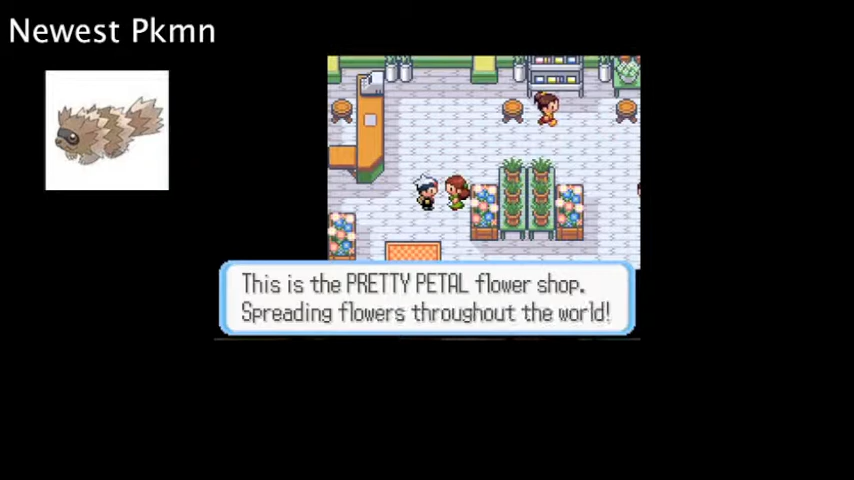 Newest Pkmn
This is the PRETTY PETAL flower shop.
Spreading flowers throughout the world!